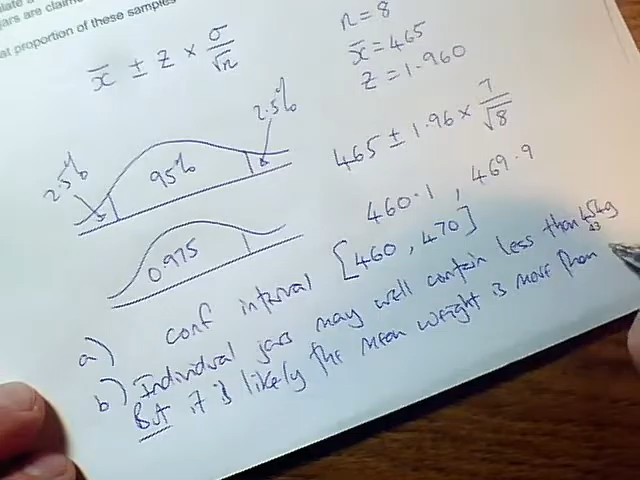 late a
jars are claime
at proportion of these samples
x̄ ± z × σ/√n
n = 8
x̄ = 465
z = 1.960
2.5%
95%
2.5%
465 ± 1.96 × 7/√8
460.1 , 469.9
0.975
a) conf interval [460 , 470]
b) Individual jars may well contain less than 454g
But it is likely the mean weight is more than